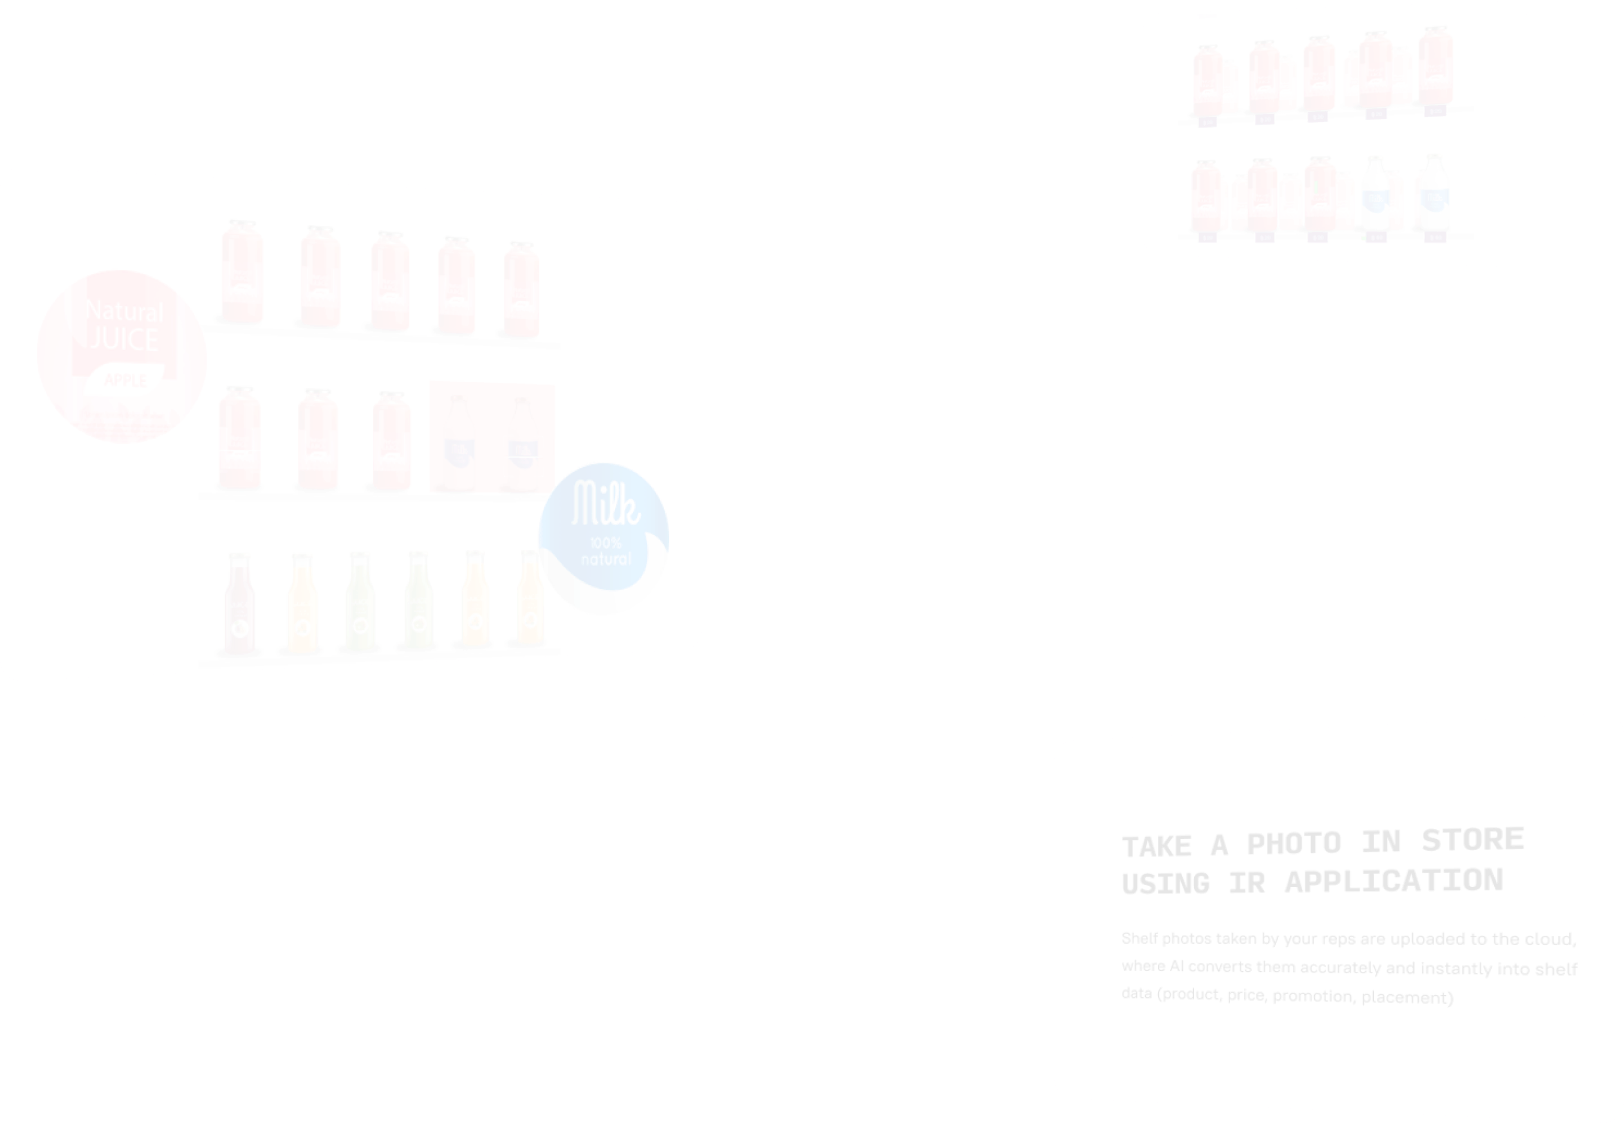 Natural
JUICE
APPLE
Milk
100%
natural
TAKE A PHOTO IN STORE
USING IR APPLICATION
Shelf photos taken by your reps are uploaded to the cloud,
where AI converts them accurately and instantly into shelf
data (product, price, promotion, placement)